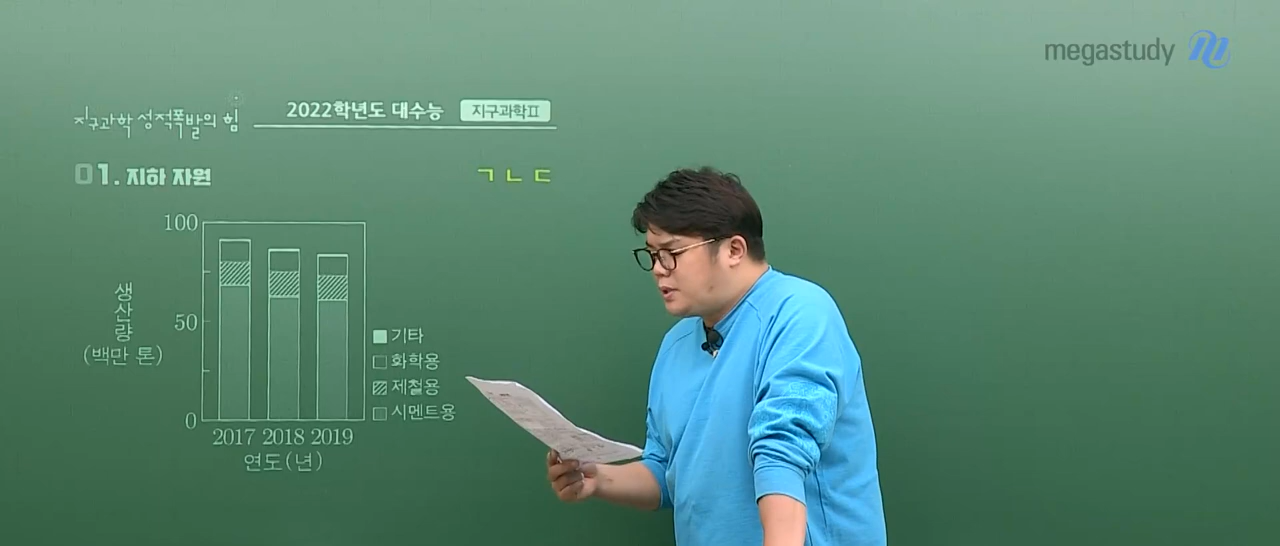 megastudy
지구과학 성적폭발의 힘
2022학년도 대수능 지구과학Ⅱ
01. 지하 자원
ㄱ ㄴ ㄷ
생산량
(백만 톤)
100
50
0
2017 2018 2019
연도(년)
기타
화학용
제철용
시멘트용